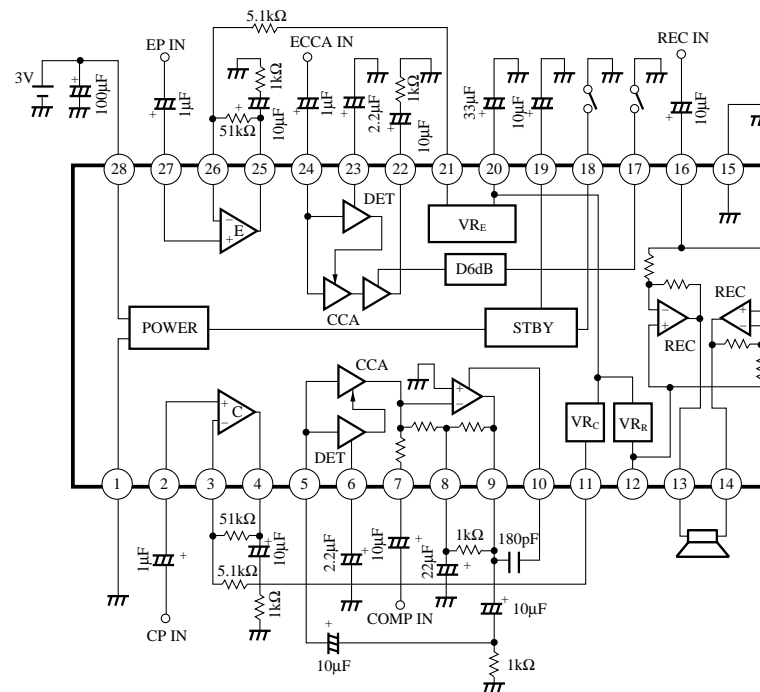 5.1kΩ
EP IN
ECCA IN
REC IN
3V
100µF
1µF
1kΩ
10µF
51kΩ
1µF
2.2µF
1kΩ
10µF
33µF
10µF
10µF
28
27
26
25
24
23
22
21
20
19
18
17
16
15
DET
E
VRE
D6dB
CCA
REC
POWER
STBY
REC
CCA
C
DET
VRC
VRR
1
2
3
4
5
6
7
8
9
10
11
12
13
14
51kΩ
1µF
10µF
5.1kΩ
1kΩ
2.2µF
10µF
22µF
1kΩ
180pF
CP IN
COMP IN
10µF
10µF
1kΩ